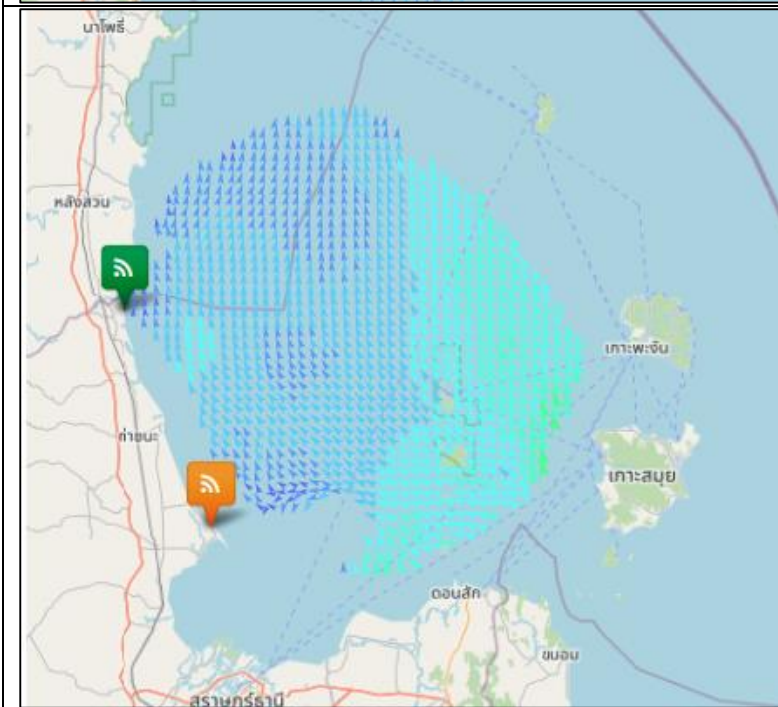 นาโพธิ์
หลังสวน
เกาะพะงัน
ท่าชนะ
เกาะสมุย
ดอนสัก
ขนอม
สุราษฎร์ธานี